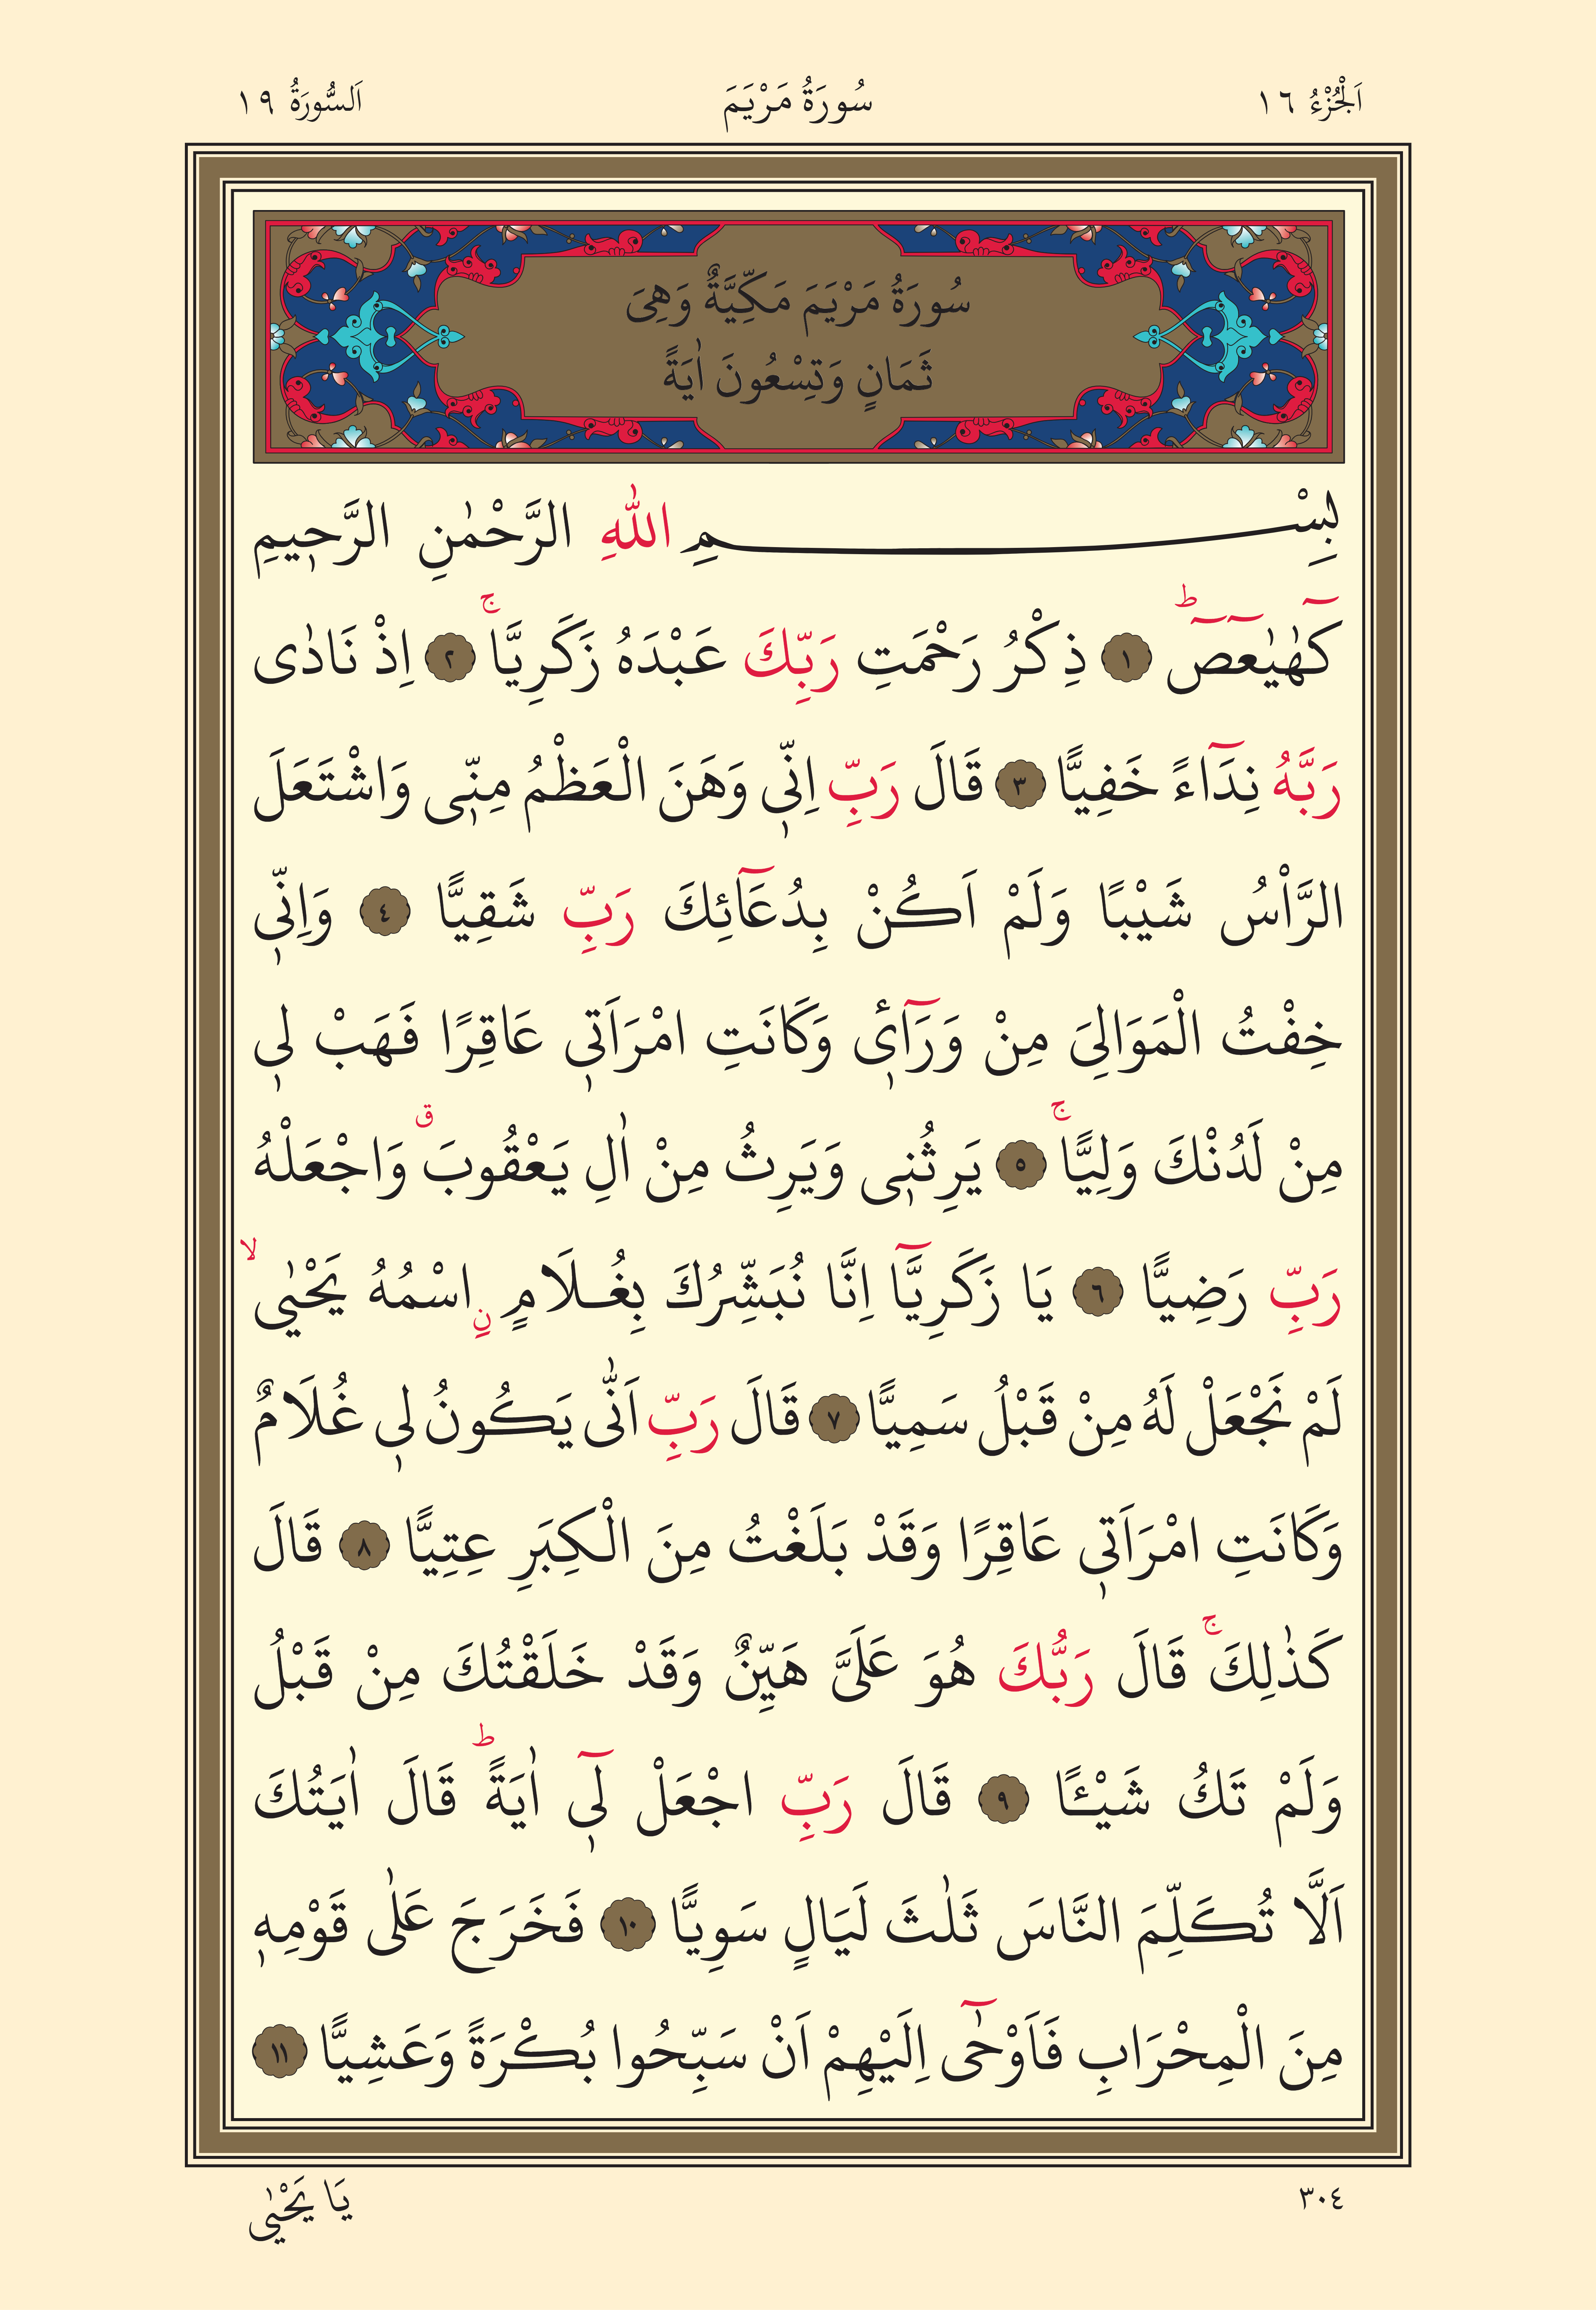 اَلْجُزْءُ ١٦
سُورَةُ مَرْيَمَ
اَلسُّورَةُ ١٩
سُورَةُ مَرْيَمَ مَكِّيَّةٌ وَهِىَ
ثَمَانٍ وَتِسْعُونَ اٰيَةً
بِسْمِ اللّٰهِ الرَّحْمٰنِ الرَّح۪يمِ
كٓهٰيٰعٓصٓ ۜ ١ ذِكْرُ رَحْمَتِ رَبِّكَ عَبْدَهُ زَكَرِيَّاۚ ٢ اِذْ نَادٰى
رَبَّهُ نِدَٓاءً خَفِيًّا ٣ قَالَ رَبِّ اِنّ۪ى وَهَنَ الْعَظْمُ مِنّ۪ى وَاشْتَعَلَ
الرَّأْسُ شَيْبًا وَلَمْ اَكُنْ بِدُعَٓائِكَ رَبِّ شَقِيًّا ٤ وَاِنّ۪ى
خِفْتُ الْمَوَالِىَ مِنْ وَرَٓاء۪ى وَكَانَتِ امْرَاَت۪ى عَاقِرًا فَهَبْ ل۪ى
مِنْ لَدُنْكَ وَلِيًّاۚ ٥ يَرِثُن۪ى وَيَرِثُ مِنْ اٰلِ يَعْقُوبَۗ وَاجْعَلْهُ
رَبِّ رَضِيًّا ٦ يَا زَكَرِيَّٓا اِنَّا نُبَشِّرُكَ بِغُلَامٍ نِ اسْمُهُ يَحْيٰىۙ
لَمْ نَجْعَلْ لَهُ مِنْ قَبْلُ سَمِيًّا ٧ قَالَ رَبِّ اَنّٰى يَكُونُ ل۪ى غُلَامٌ
وَكَانَتِ امْرَاَت۪ى عَاقِرًا وَقَدْ بَلَغْتُ مِنَ الْكِبَرِ عِتِيًّا ٨ قَالَ
كَذٰلِكَۚ قَالَ رَبُّكَ هُوَ عَلَىَّ هَيِّنٌ وَقَدْ خَلَقْتُكَ مِنْ قَبْلُ
وَلَمْ تَكُ شَيْـًٔا ٩ قَالَ رَبِّ اجْعَلْ ل۪ٓى اٰيَةًۜ قَالَ اٰيَتُكَ
اَلَّا تُكَلِّمَ النَّاسَ ثَلٰثَ لَيَالٍ سَوِيًّا ١٠ فَخَرَجَ عَلٰى قَوْمِه۪
مِنَ الْمِحْرَابِ فَاَوْحٰٓى اِلَيْهِمْ اَنْ سَبِّحُوا بُكْرَةً وَعَشِيًّا ١١
٣٠٤
يَا يَحْيٰى